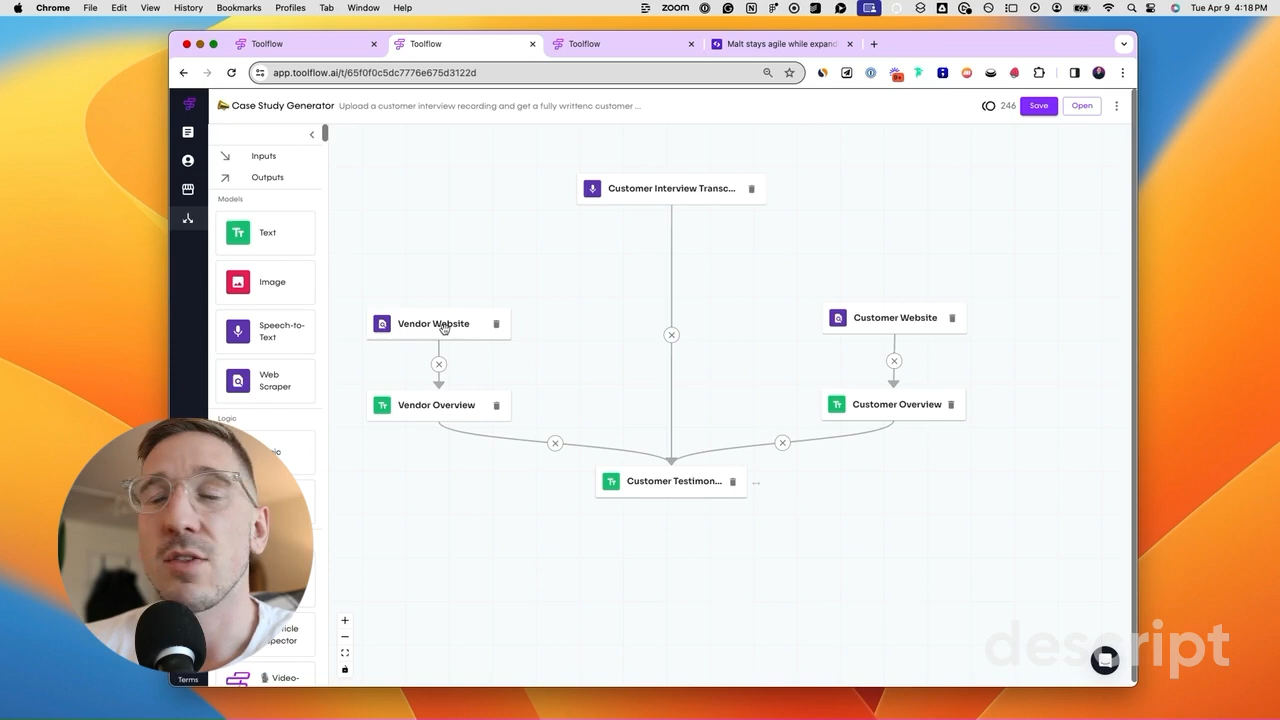 Chrome File Edit View History Bookmarks Profiles Tab Window Help zoom Tue Apr 9 4:18 PM
Toolflow Toolflow Toolflow Malt stays agile while expand
app.toolflow.ai/t/65f0f0c5dc7776e675d3122d
Case Study Generator Upload a customer interview recording and get a fully writtenc customer ... 246 Save Open
Inputs
Outputs
Models
Text
Image
Speech-to-
Text
Web
Scraper
Logic
Customer Interview Transc...
Vendor Website
Customer Website
Vendor Overview
Customer Overview
Customer Testimon...
Video-
Terms
descript